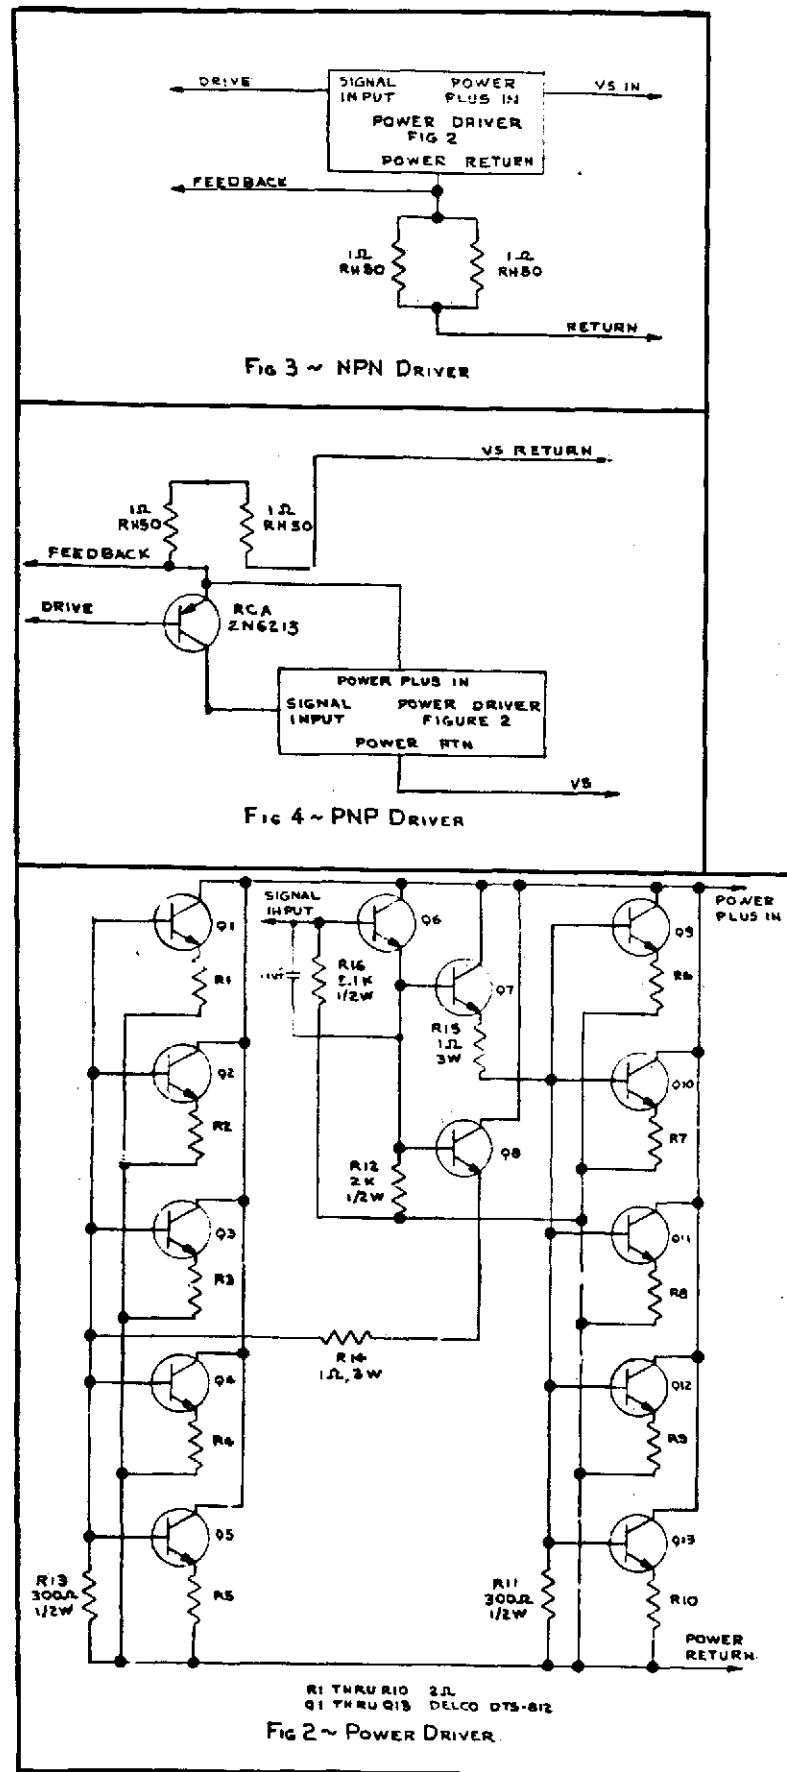 DRIVE
SIGNAL INPUT
POWER PLUS IN
VS IN
POWER DRIVER
FIG 2
POWER RETURN
FEEDBACK
1Ω
RH50
1Ω
RH50
RETURN
FIG 3 ~ NPN DRIVER
VS RETURN
1Ω
RH50
1Ω
RH50
FEEDBACK
DRIVE
RCA
2N6213
POWER PLUS IN
SIGNAL INPUT
POWER DRIVER
FIGURE 2
POWER RTN
VS
FIG 4 ~ PNP DRIVER
SIGNAL
INPUT
POWER
PLUS IN
Q1
Q6
Q9
R1
R16
1/2W
Q7
R6
R15
1Ω
3W
Q2
Q10
R2
Q8
R7
R12
2K
1/2W
Q3
Q11
R3
R8
R14
1Ω, 3W
Q4
Q12
R4
R9
Q5
Q13
R13
300Ω
1/2W
R5
R11
300Ω
1/2W
R10
POWER
RETURN
R1 THRU R10 2Ω
Q1 THRU Q13 DELCO DTS-812
FIG 2 ~ POWER DRIVER